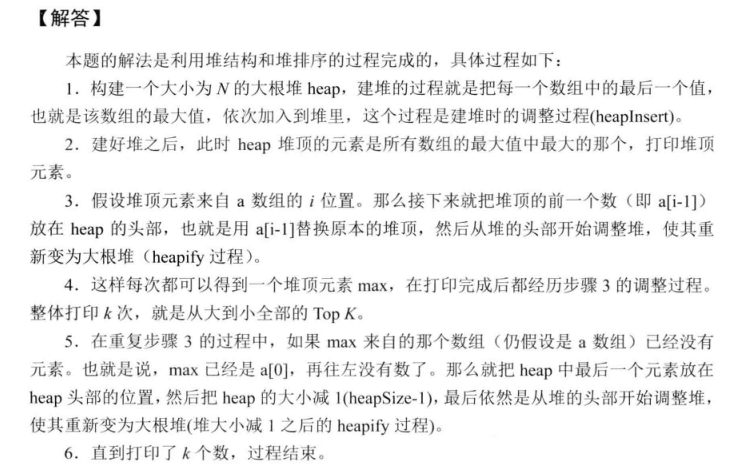 【解答】
本题的解法是利用堆结构和堆排序的过程完成的，具体过程如下：
1．构建一个大小为 N 的大根堆 heap，建堆的过程就是把每一个数组中的最后一个值，
也就是该数组的最大值，依次加入到堆里，这个过程是建堆时的调整过程(heapInsert)。
2．建好堆之后，此时 heap 堆顶的元素是所有数组的最大值中最大的那个，打印堆顶
元素。
3．假设堆顶元素来自 a 数组的 i 位置。那么接下来就把堆顶的前一个数（即 a[i-1]）
放在 heap 的头部，也就是用 a[i-1]替换原本的堆顶，然后从堆的头部开始调整堆，使其重
新变为大根堆（heapify 过程）。
4．这样每次都可以得到一个堆顶元素 max，在打印完成后都经历步骤 3 的调整过程。
整体打印 k 次，就是从大到小全部的 Top K。
5．在重复步骤 3 的过程中，如果 max 来自的那个数组（仍假设是 a 数组）已经没有
元素。也就是说，max 已经是 a[0]，再往左没有数了。那么就把 heap 中最后一个元素放在
heap 头部的位置，然后把 heap 的大小减 1(heapSize-1)，最后依然是从堆的头部开始调整堆，
使其重新变为大根堆(堆大小减 1 之后的 heapify 过程)。
6．直到打印了 k 个数，过程结束。